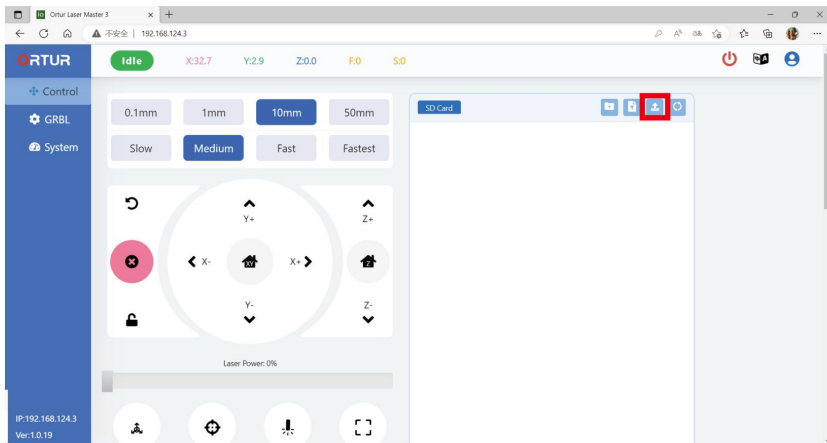 Ortur Laser Master 3
不安全 192.168.124.3
ORTUR
Idle X:32.7 Y:2.9 Z:0.0 F:0 S:0
Control
GRBL
System
0.1mm 1mm 10mm 50mm
Slow Medium Fast Fastest
SD Card
Y+
Z+
X- XY X+ Z
Y-
Z-
Laser Power: 0%
IP:192.168.124.3
Ver:1.0.19